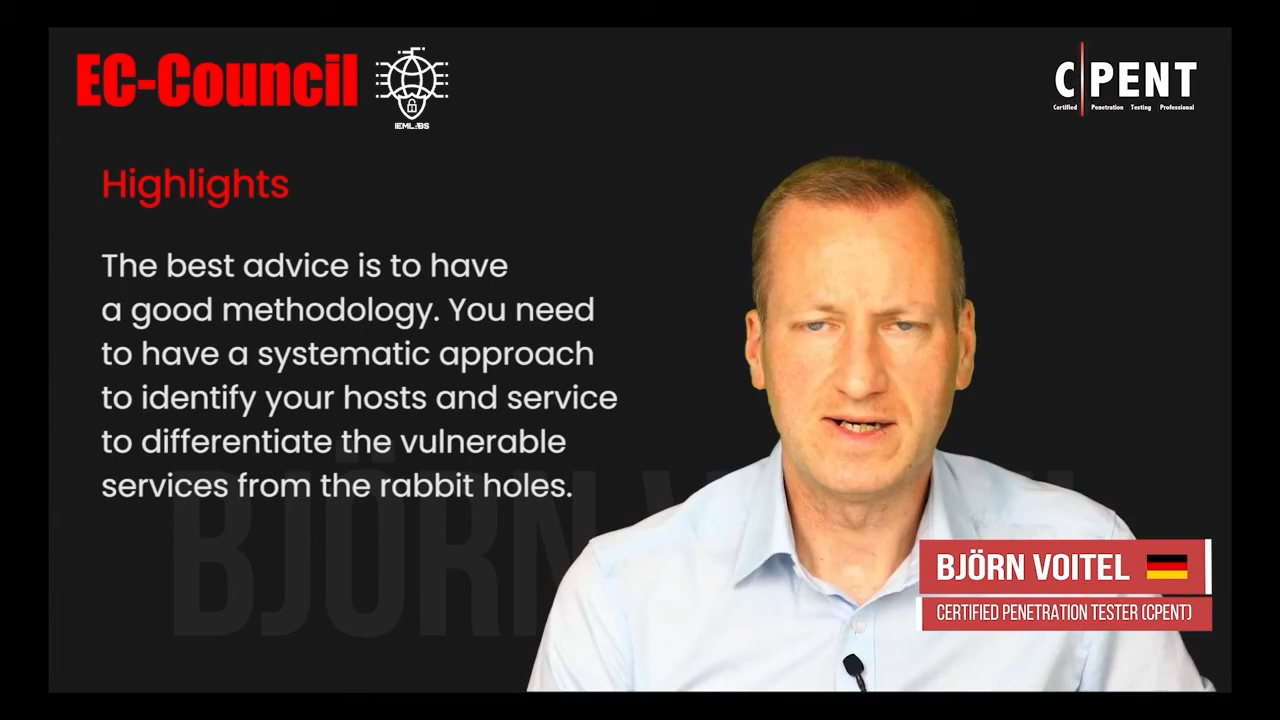 EC-Council
IEMLABS
C|PENT
Certified Penetration Testing Professional
Highlights
The best advice is to have
a good methodology. You need
to have a systematic approach
to identify your hosts and service
to differentiate the vulnerable
services from the rabbit holes.
BJÖRN VOITEL
CERTIFIED PENETRATION TESTER (CPENT)